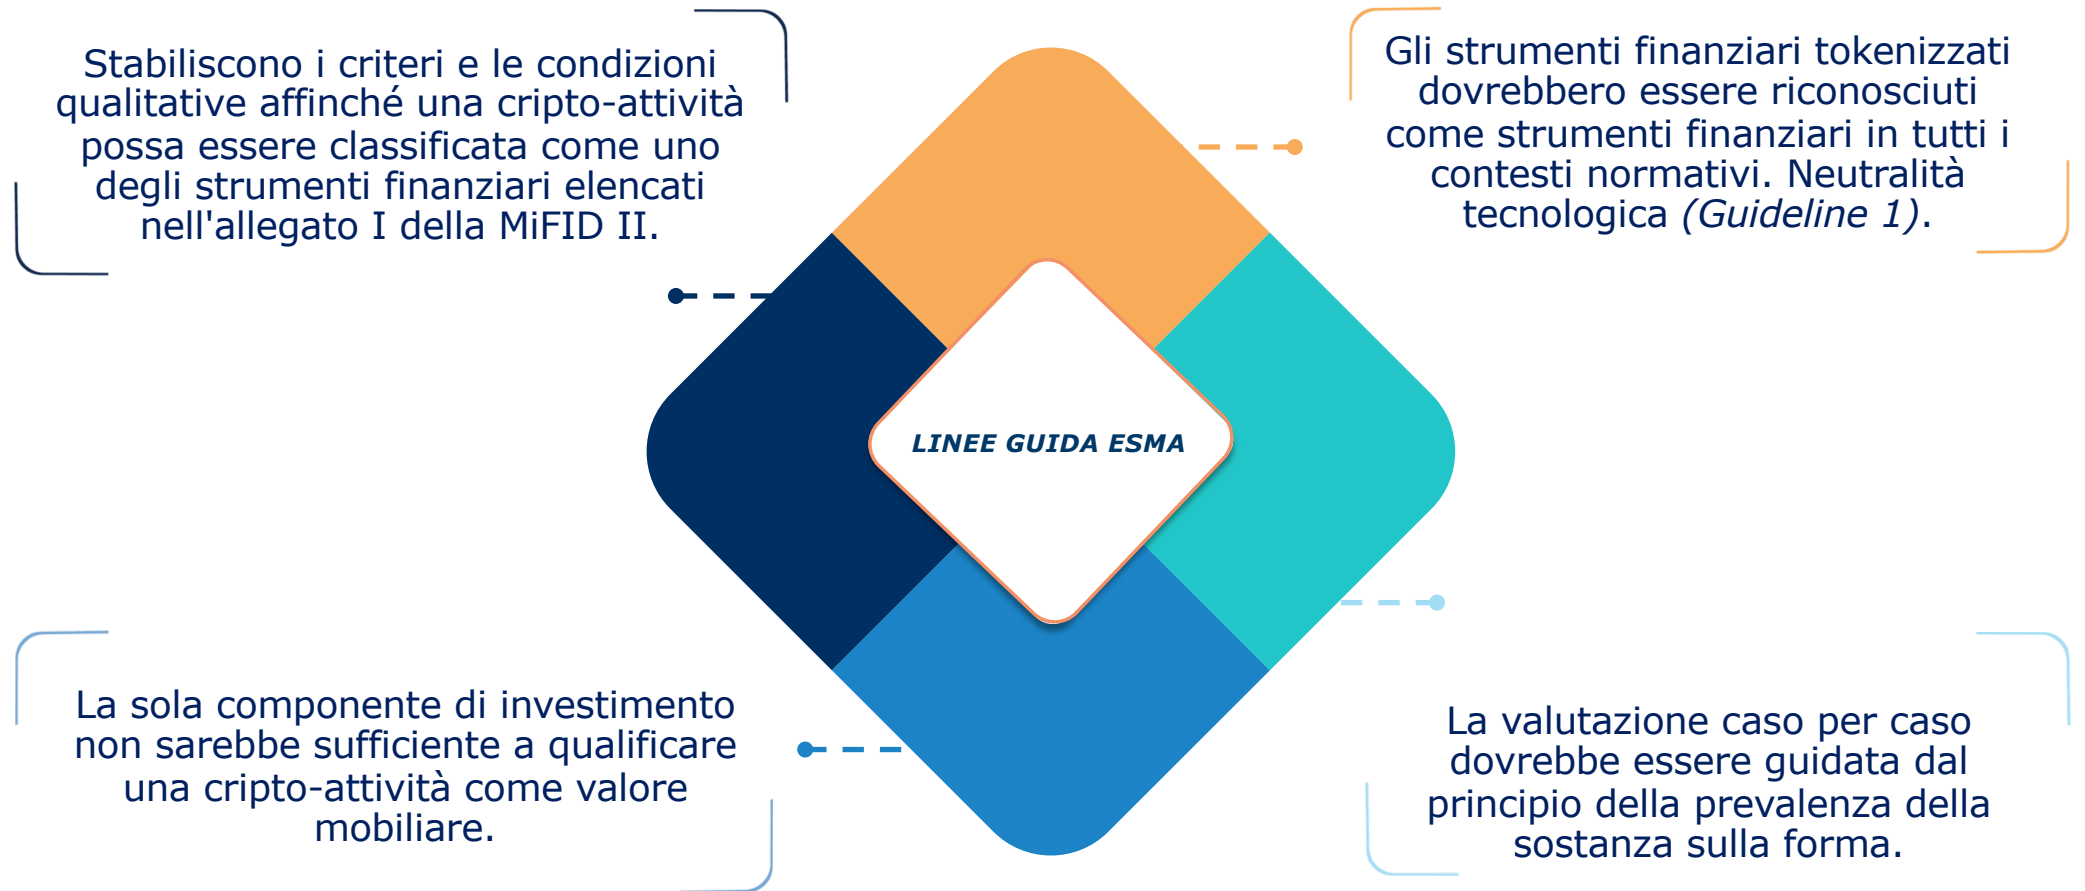 Stabiliscono i criteri e le condizioni
qualitative affinché una cripto-attività
possa essere classificata come uno
degli strumenti finanziari elencati
nell'allegato I della MiFID II.
Gli strumenti finanziari tokenizzati
dovrebbero essere riconosciuti
come strumenti finanziari in tutti i
contesti normativi. Neutralità
tecnologica (Guideline 1).
LINEE GUIDA ESMA
La sola componente di investimento
non sarebbe sufficiente a qualificare
una cripto-attività come valore
mobiliare.
La valutazione caso per caso
dovrebbe essere guidata dal
principio della prevalenza della
sostanza sulla forma.